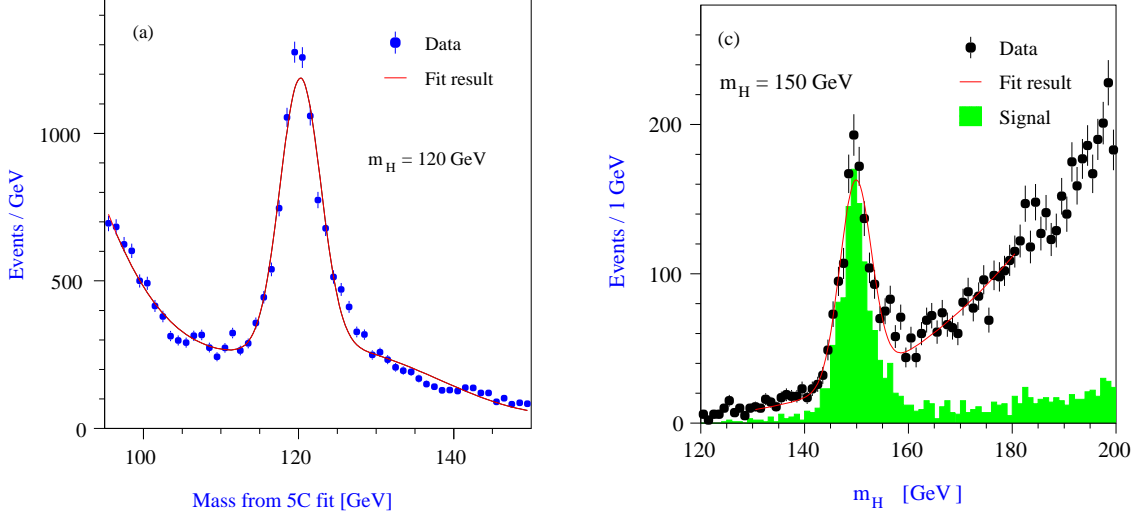 (a)
Data
Fit result
m_H = 120 GeV
Events / GeV
0
500
1000
100
120
140
Mass from 5C fit [GeV]
(c)
Data
Fit result
Signal
m_H = 150 GeV
Events / 1 GeV
0
100
200
120
140
160
180
200
m_H [GeV]